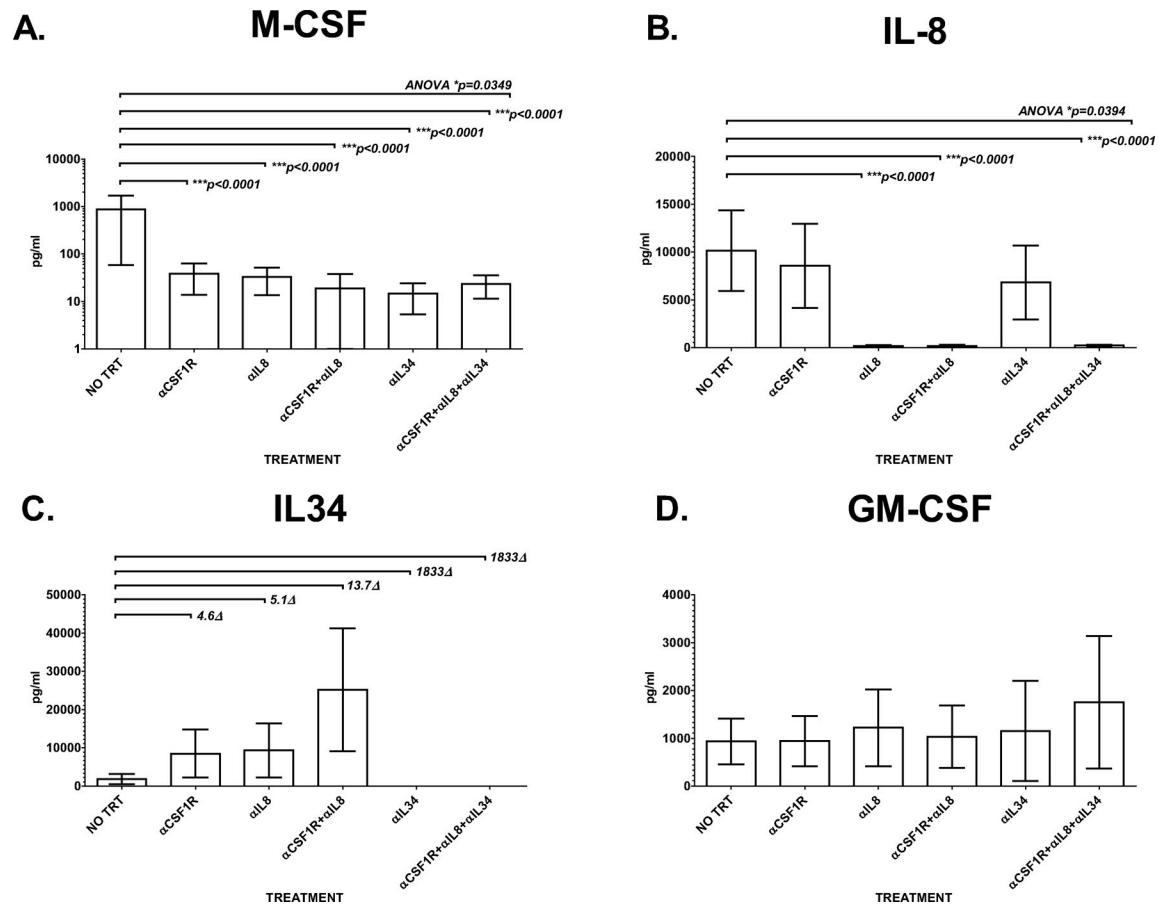 A.
M-CSF
ANOVA *p=0.0349
***p<0.0001
***p<0.0001
***p<0.0001
***p<0.0001
***p<0.0001
10000
1000
100
10
1
pg/ml
NO TRT
αCSF1R
αIL8
αCSF1R+αIL8
αIL34
αCSF1R+αIL8+αIL34
TREATMENT
B.
IL-8
ANOVA *p=0.0394
***p<0.0001
***p<0.0001
***p<0.0001
20000
15000
10000
5000
0
pg/ml
NO TRT
αCSF1R
αIL8
αCSF1R+αIL8
αIL34
αCSF1R+αIL8+αIL34
TREATMENT
C.
IL34
1833Δ
1833Δ
13.7Δ
5.1Δ
4.6Δ
50000
40000
30000
20000
10000
0
pg/ml
NO TRT
αCSF1R
αIL8
αCSF1R+αIL8
αIL34
αCSF1R+αIL8+αIL34
TREATMENT
D.
GM-CSF
4000
3000
2000
1000
0
pg/ml
NO TRT
αCSF1R
αIL8
αCSF1R+αIL8
αIL34
αCSF1R+αIL8+αIL34
TREATMENT